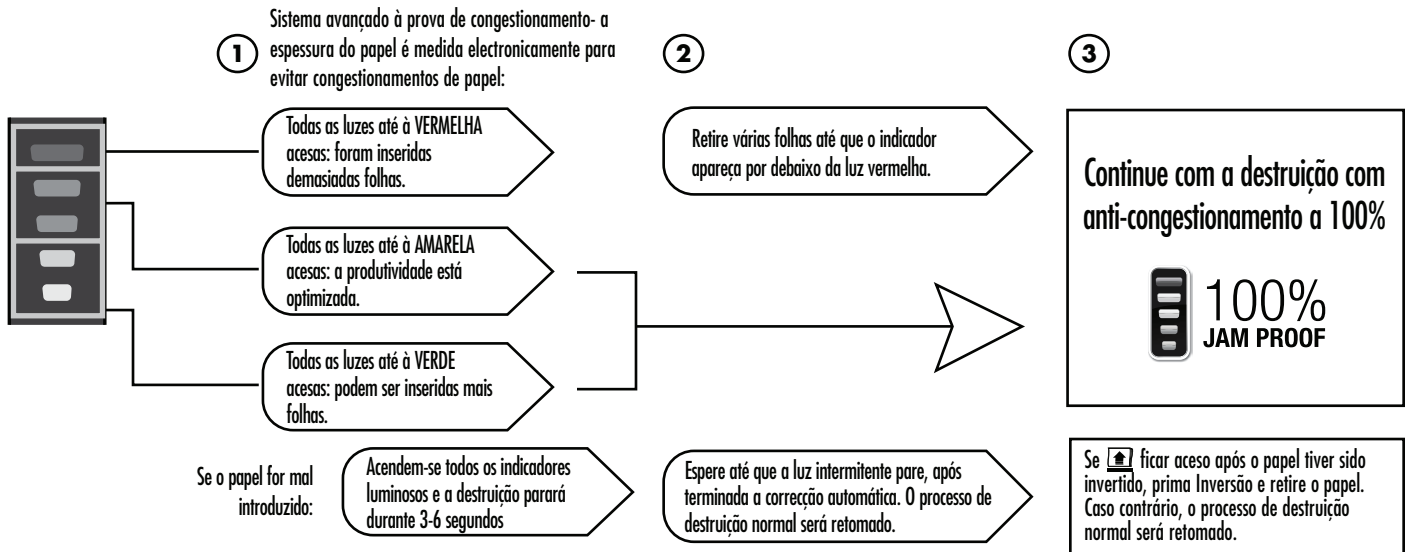 1
Sistema avançado à prova de congestionamento- a
espessura do papel é medida electronicamente para
evitar congestionamentos de papel:
2
3
Todas as luzes até à VERMELHA
acesas: foram inseridas
demasiadas folhas.
Retire várias folhas até que o indicador
apareça por debaixo da luz vermelha.
Todas as luzes até à AMARELA
acesas: a produtividade está
optimizada.
Todas as luzes até à VERDE
acesas: podem ser inseridas mais
folhas.
Continue com a destruição com
anti-congestionamento a 100%
100%
JAM PROOF
Se o papel for mal
introduzido:
Acendem-se todos os indicadores
luminosos e a destruição parará
durante 3-6 segundos
Espere até que a luz intermitente pare, após
terminada a correcção automática. O processo de
destruição normal será retomado.
Se ficar aceso após o papel tiver sido
invertido, prima Inversão e retire o papel.
Caso contrário, o processo de destruição
normal será retomado.